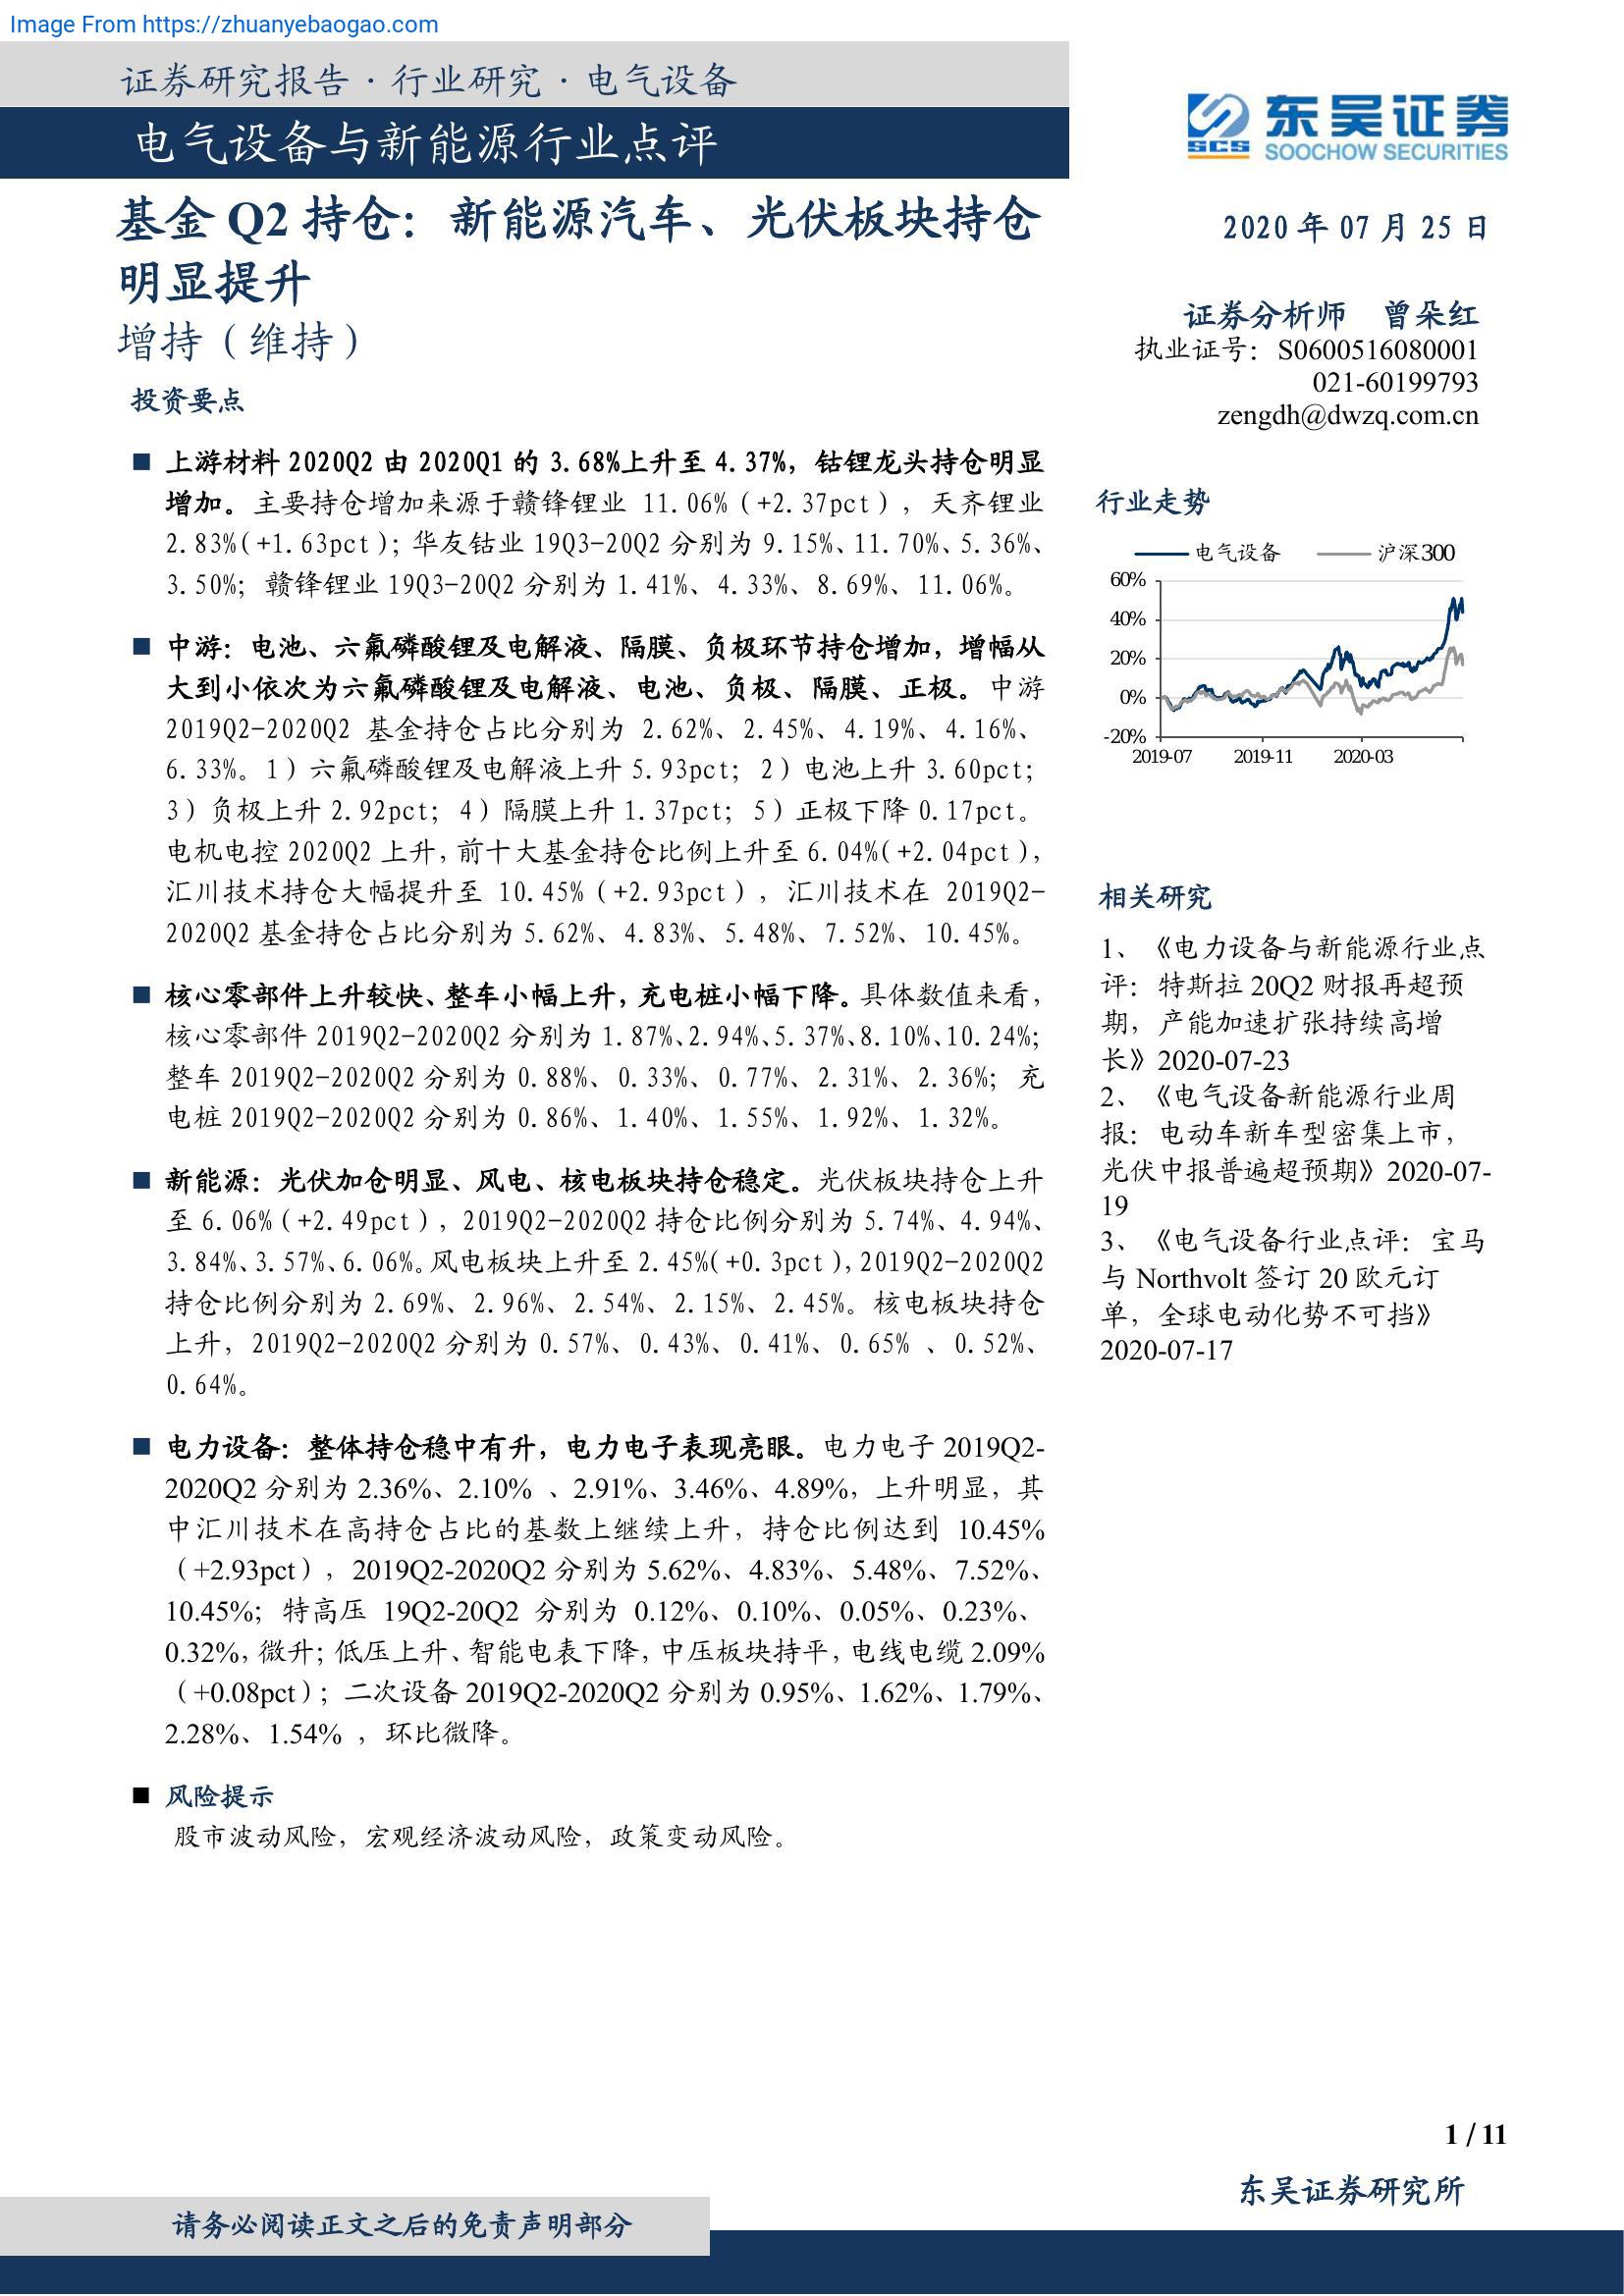 Image From https://zhuanyebaogao.com
证券研究报告·行业研究·电气设备
电气设备与新能源行业点评
东吴证券
SCS
SOOCHOW SECURITIES
基金 Q2 持仓：新能源汽车、光伏板块持仓
明显提升
增持（维持）
投资要点
上游材料 2020Q2 由 2020Q1 的 3.68%上升至 4.37%，钴锂龙头持仓明显
增加。主要持仓增加来源于赣锋锂业 11.06%（+2.37pct），天齐锂业
2.83%(+1.63pct)；华友钴业 19Q3-20Q2 分别为 9.15%、11.70%、5.36%、
3.50%；赣锋锂业 19Q3-20Q2 分别为 1.41%、4.33%、8.69%、11.06%。
中游：电池、六氟磷酸锂及电解液、隔膜、负极环节持仓增加，增幅从
大到小依次为六氟磷酸锂及电解液、电池、负极、隔膜、正极。中游
2019Q2-2020Q2 基金持仓占比分别为 2.62%、2.45%、4.19%、4.16%、
6.33%。1）六氟磷酸锂及电解液上升 5.93pct；2）电池上升 3.60pct；
3）负极上升 2.92pct；4）隔膜上升 1.37pct；5）正极下降 0.17pct。
电机电控 2020Q2 上升，前十大基金持仓比例上升至 6.04%(+2.04pct)，
汇川技术持仓大幅提升至 10.45%（+2.93pct），汇川技术在 2019Q2-
2020Q2 基金持仓占比分别为 5.62%、4.83%、5.48%、7.52%、10.45%。
核心零部件上升较快、整车小幅上升，充电桩小幅下降。具体数值来看，
核心零部件 2019Q2-2020Q2 分别为 1.87%、2.94%、5.37%、8.10%、10.24%；
整车 2019Q2-2020Q2 分别为 0.88%、0.33%、0.77%、2.31%、2.36%；充
电桩 2019Q2-2020Q2 分别为 0.86%、1.40%、1.55%、1.92%、1.32%。
新能源：光伏加仓明显、风电、核电板块持仓稳定。光伏板块持仓上升
至 6.06%（+2.49pct），2019Q2-2020Q2 持仓比例分别为 5.74%、4.94%、
3.84%、3.57%、6.06%。风电板块上升至 2.45%(+0.3pct)，2019Q2-2020Q2
持仓比例分别为 2.69%、2.96%、2.54%、2.15%、2.45%。核电板块持仓
上升，2019Q2-2020Q2 分别为 0.57%、0.43%、0.41%、0.65% 、0.52%、
0.64%。
电力设备：整体持仓稳中有升，电力电子表现亮眼。电力电子 2019Q2-
2020Q2 分别为 2.36%、2.10% 、2.91%、3.46%、4.89%，上升明显，其
中汇川技术在高持仓占比的基数上继续上升，持仓比例达到 10.45%
（+2.93pct），2019Q2-2020Q2 分别为 5.62%、4.83%、5.48%、7.52%、
10.45%；特高压 19Q2-20Q2 分别为 0.12%、0.10%、0.05%、0.23%、
0.32%，微升；低压上升、智能电表下降，中压板块持平，电线电缆 2.09%
（+0.08pct）；二次设备 2019Q2-2020Q2 分别为 0.95%、1.62%、1.79%、
2.28%、1.54% ，环比微降。
风险提示
股市波动风险，宏观经济波动风险，政策变动风险。
2020 年 07 月 25 日
证券分析师 曾朵红
执业证号：S0600516080001
021-60199793
zengdh@dwzq.com.cn
行业走势
电气设备 沪深300
60%
40%
20%
0%
-20%
2019-07 2019-11 2020-03
相关研究
1、《电力设备与新能源行业点
评：特斯拉 20Q2 财报再超预
期，产能加速扩张持续高增
长》2020-07-23
2、《电气设备新能源行业周
报：电动车新车型密集上市，
光伏中报普遍超预期》2020-07-
19
3、《电气设备行业点评：宝马
与 Northvolt 签订 20 欧元订
单，全球电动化势不可挡》
2020-07-17
1 / 11
东吴证券研究所
请务必阅读正文之后的免责声明部分